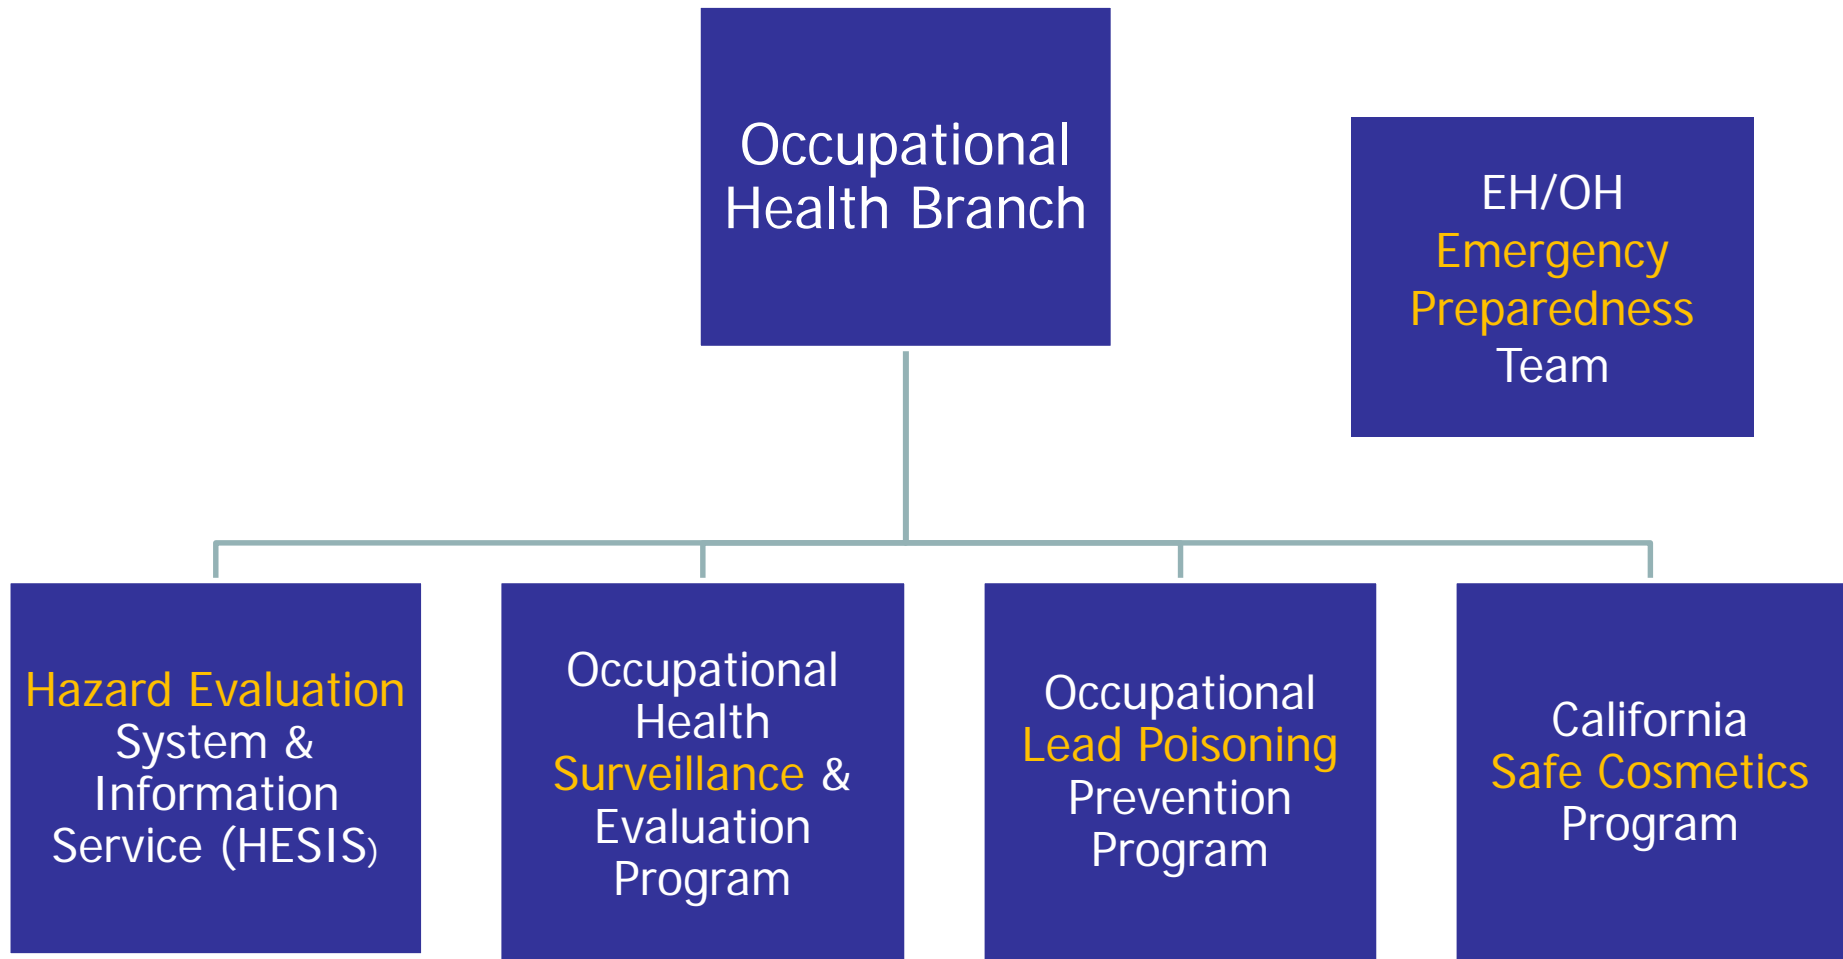 Occupational
Health Branch
EH/OH
Emergency
Preparedness
Team
Hazard Evaluation
System &
Information
Service (HESIS)
Occupational
Health
Surveillance &
Evaluation
Program
Occupational
Lead Poisoning
Prevention
Program
California
Safe Cosmetics
Program